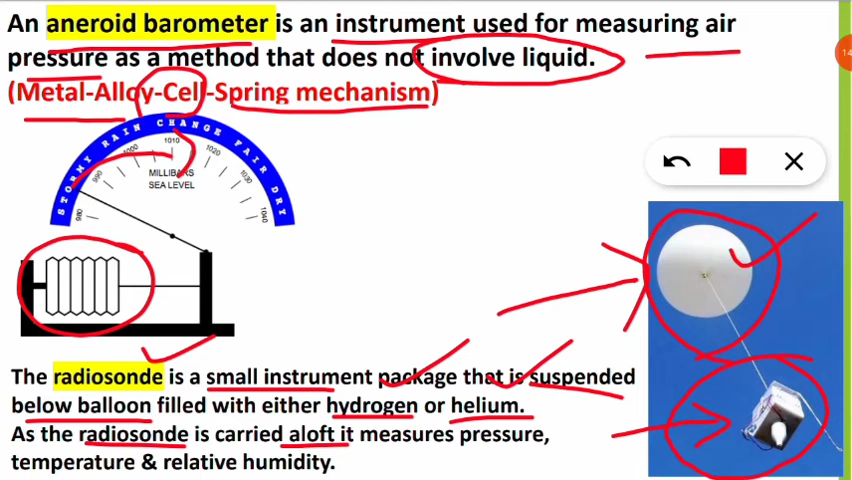 An aneroid barometer is an instrument used for measuring air
pressure as a method that does not involve liquid.
(Metal-Alloy-Cell-Spring mechanism)
STORMY RAIN CHANGE FAIR DRY
980 990 1000 1010 1020 1030 1040
MILLIBARS
SEA LEVEL
14
The radiosonde is a small instrument package that is suspended
below balloon filled with either hydrogen or helium.
As the radiosonde is carried aloft it measures pressure,
temperature & relative humidity.